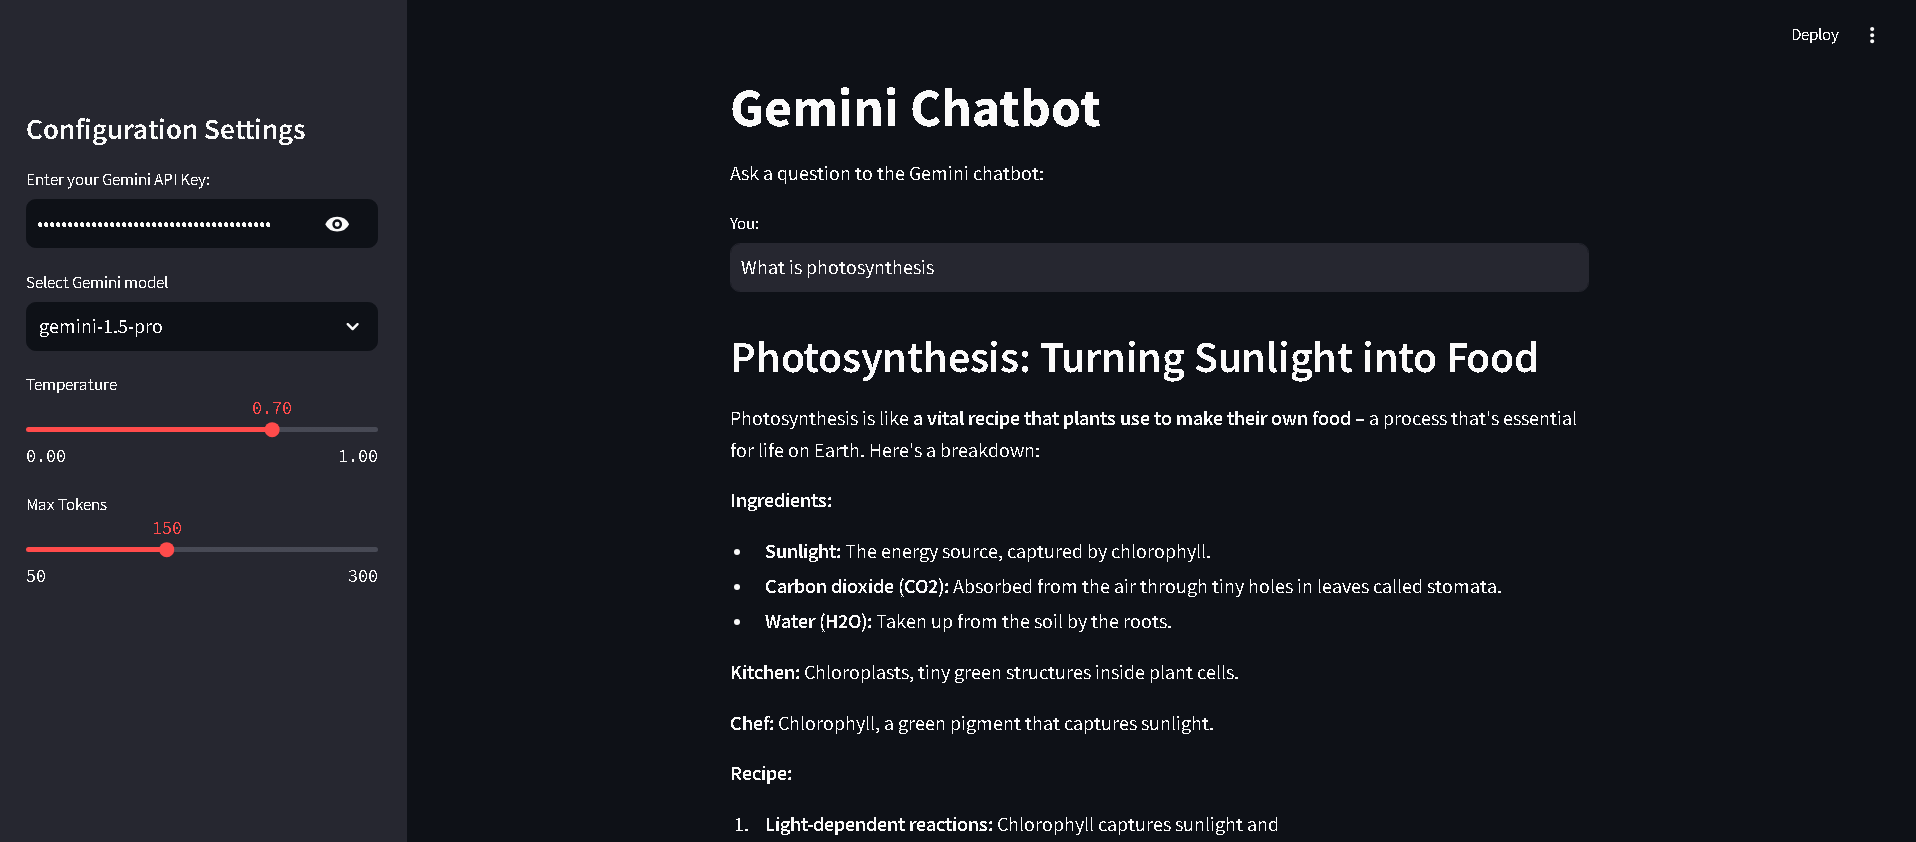 Deploy
Configuration Settings
Enter your Gemini API Key:
••••••••••••••••••••••••••••••••••••••• 
Select Gemini model
gemini-1.5-pro
Temperature
0.70
0.00 1.00
Max Tokens
150
50 300
Gemini Chatbot
Ask a question to the Gemini chatbot:
You:
What is photosynthesis
Photosynthesis: Turning Sunlight into Food
Photosynthesis is like a vital recipe that plants use to make their own food – a process that's essential
for life on Earth. Here's a breakdown:
Ingredients:
• Sunlight: The energy source, captured by chlorophyll.
• Carbon dioxide (CO2): Absorbed from the air through tiny holes in leaves called stomata.
• Water (H2O): Taken up from the soil by the roots.
Kitchen: Chloroplasts, tiny green structures inside plant cells.
Chef: Chlorophyll, a green pigment that captures sunlight.
Recipe:
1. Light-dependent reactions: Chlorophyll captures sunlight and